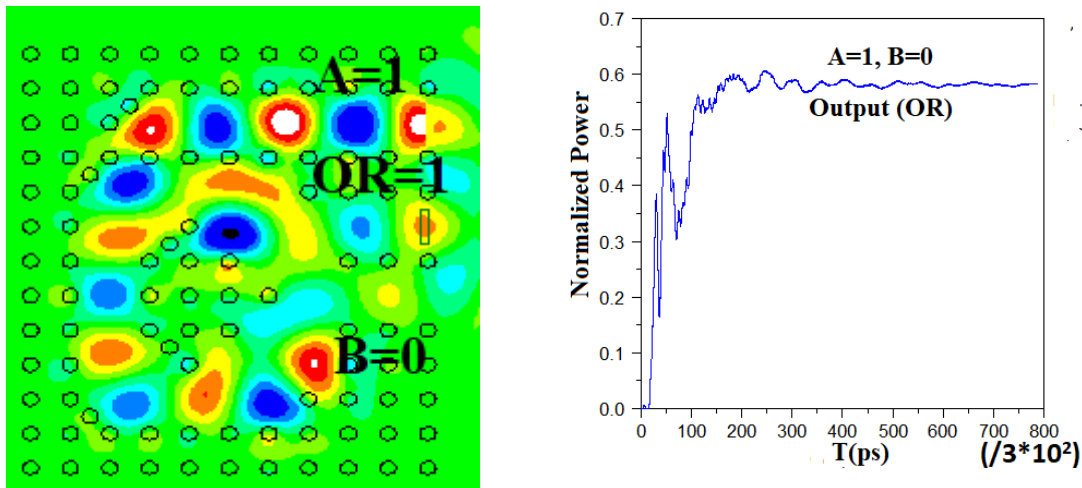 A=1
OR=1
B=0
0.7
0.6
0.5
0.4
0.3
0.2
0.1
0.0
Normalized Power
A=1, B=0
Output (OR)
0 100 200 300 400 500 600 700 800
T(ps)
(/3*10²)